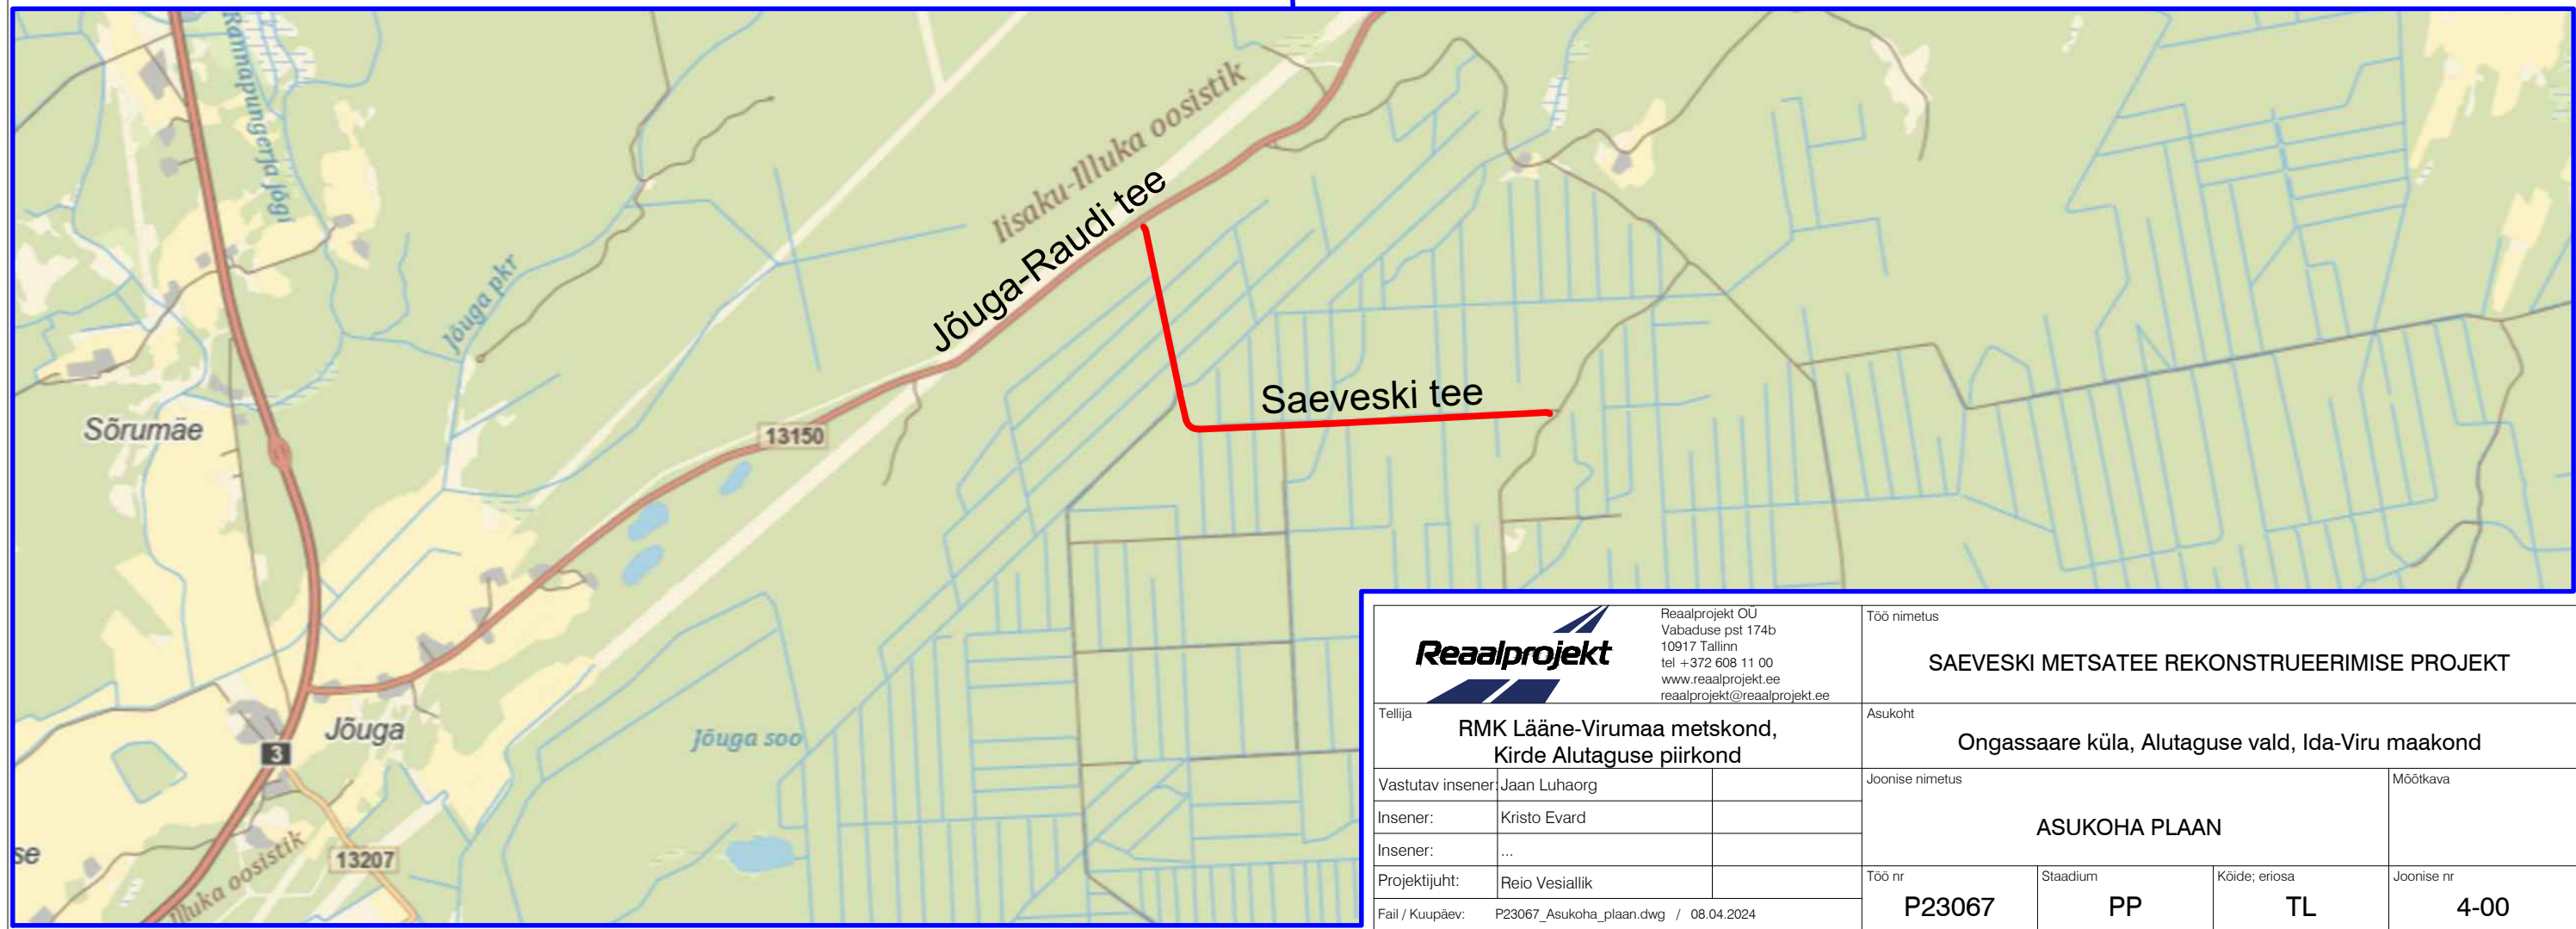 Rannapungerja jõgi
Iisaku-Illuka oosistik
Jõuga-Raudi tee
Jõuga pkr
Saeveski tee
Sõrumäe
13150
Jõuga soo
Jõuga
3
se
13207
Illuka oosistik
Reaalprojekt
Reaalprojekt OÜ
Vabaduse pst 174b
10917 Tallinn
tel +372 608 11 00
www.reaalprojekt.ee
reaalprojekt@reaalprojekt.ee
Töö nimetus
SAEVESKI METSATEE REKONSTRUEERIMISE PROJEKT
Tellija
RMK Lääne-Virumaa metskond,
Kirde Alutaguse piirkond
Asukoht
Ongassaare küla, Alutaguse vald, Ida-Viru maakond
Vastutav insener: Jaan Luhaorg
Insener: Kristo Evard
Insener: ...
Projektijuht: Reio Vesiallik
Fail / Kuupäev: P23067_Asukoha_plaan.dwg / 08.04.2024
Joonise nimetus
ASUKOHA PLAAN
Mõõtkava
Töö nr
P23067
Staadium
PP
Köide; eriosa
TL
Joonise nr
4-00